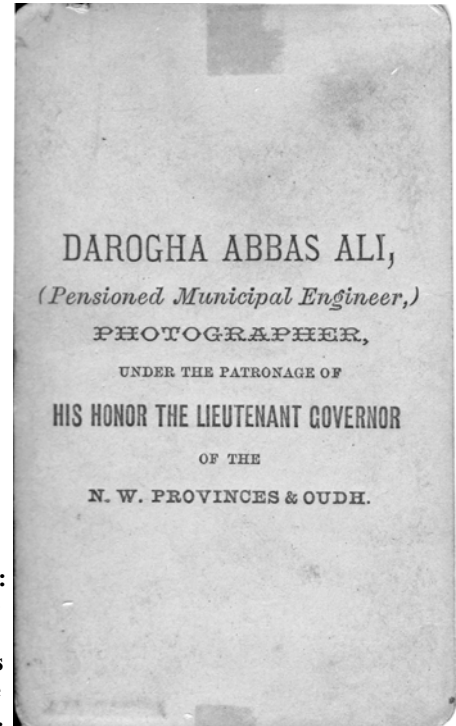 DAROGHA ABBAS ALI,
(Pensioned Municipal Engineer,)
PHOTOGRAPHER,
UNDER THE PATRONAGE OF
HIS HONOR THE LIEUTENANT GOVERNOR
OF THE
N. W. PROVINCES & OUDH.